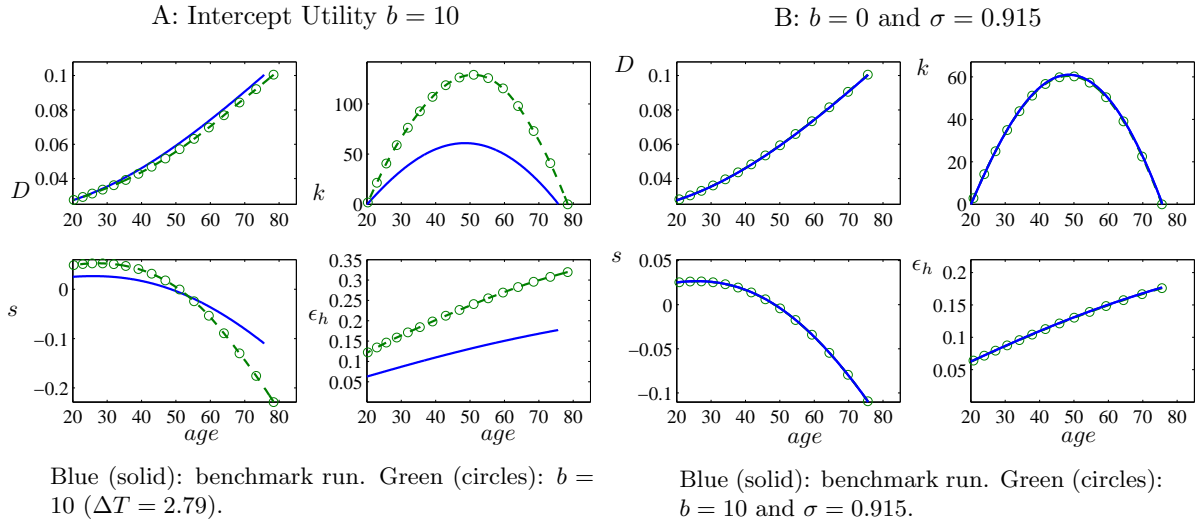 A: Intercept Utility b = 10
B: b = 0 and σ = 0.915
0.1
0.08
0.06
0.04
D
20 30 40 50 60 70 80
100
50
0
k
20 30 40 50 60 70 80
D
0.1
0.08
0.06
0.04
20 30 40 50 60 70 80
k
60
40
20
0
20 30 40 50 60 70 80
0
−0.1
−0.2
s
20 30 40 50 60 70 80
age
0.35
0.3
0.25
0.2
0.15
0.1
0.05
ϵh
20 30 40 50 60 70 80
age
s
0.05
0
−0.05
−0.1
20 30 40 50 60 70 80
age
ϵh
0.2
0.15
0.1
0.05
20 30 40 50 60 70 80
age
Blue (solid): benchmark run. Green (circles): b =
10 (ΔT = 2.79).
Blue (solid): benchmark run. Green (circles):
b = 10 and σ = 0.915.